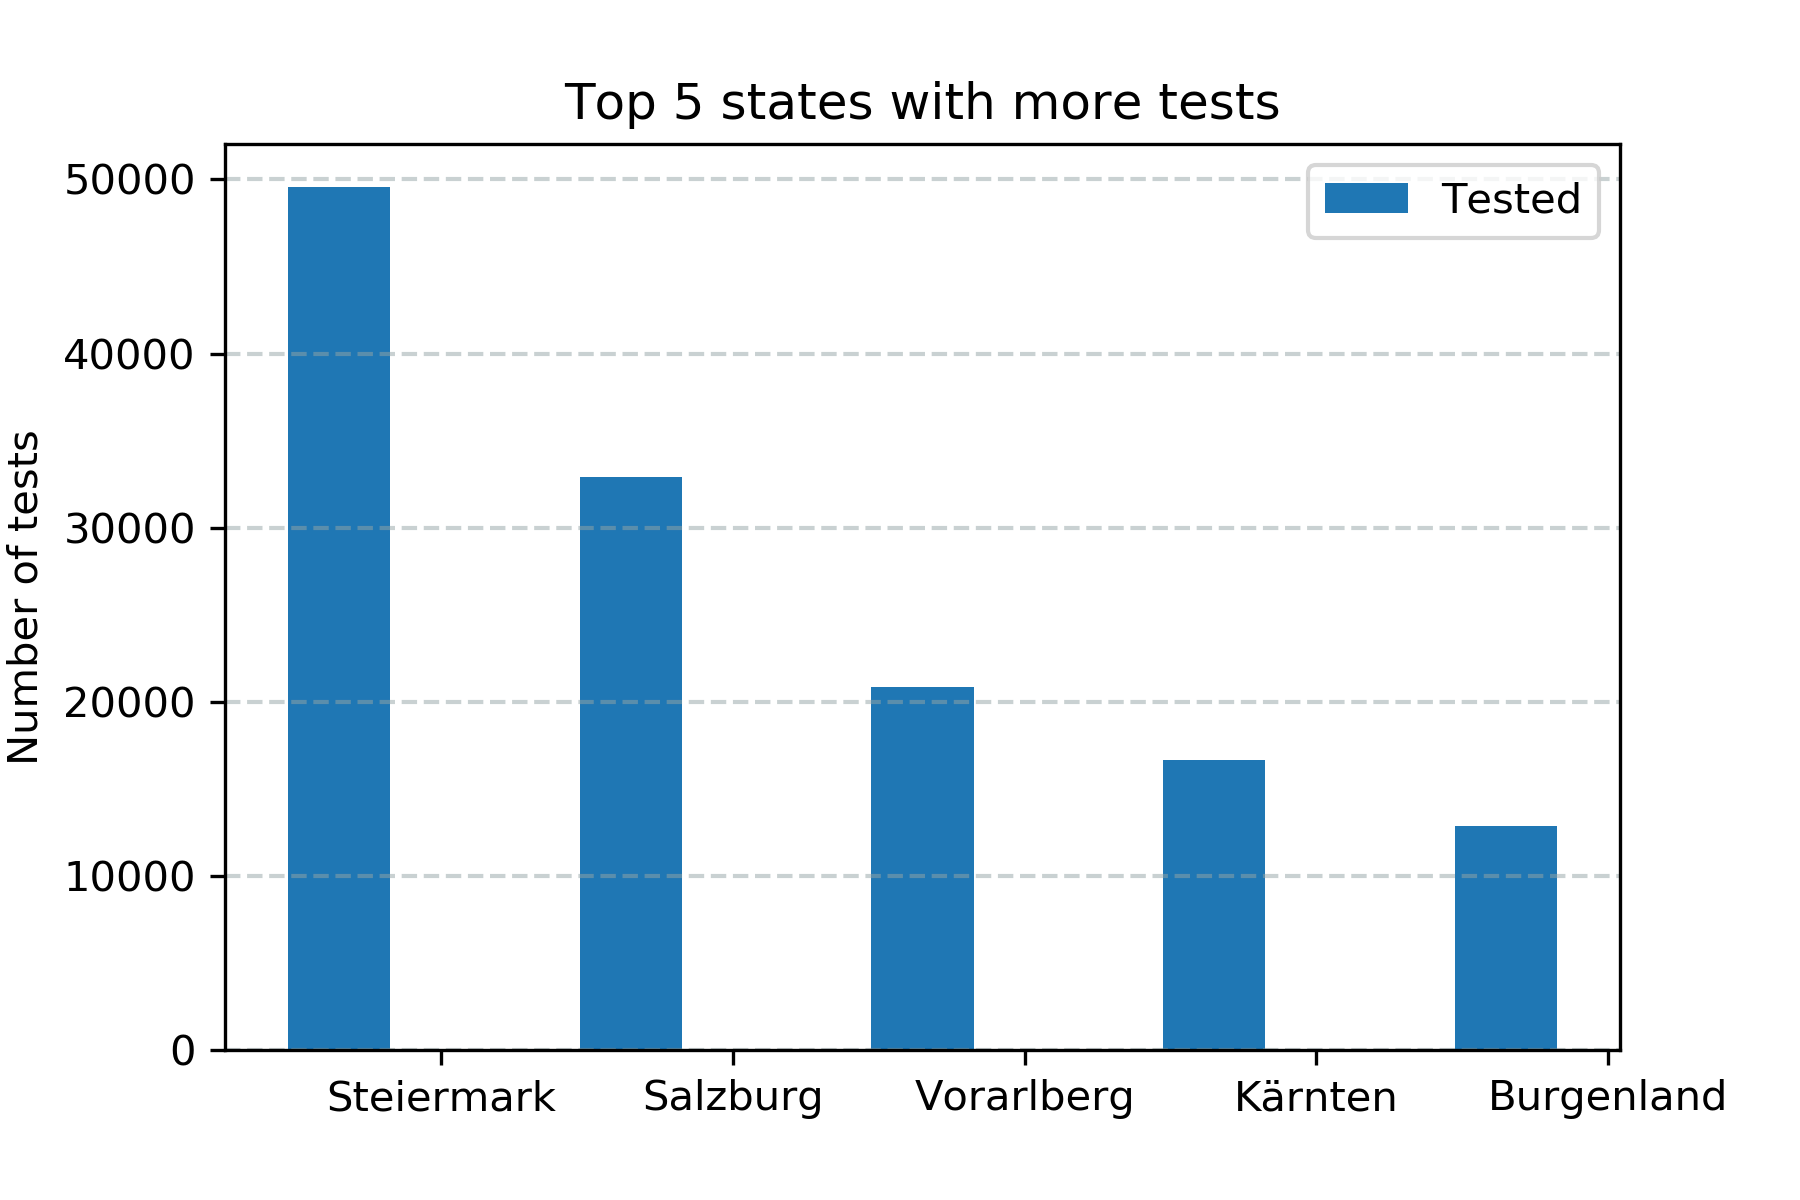 Top 5 states with more tests
Tested
Number of tests
50000
40000
30000
20000
10000
0
Steiermark Salzburg Vorarlberg Kärnten Burgenland